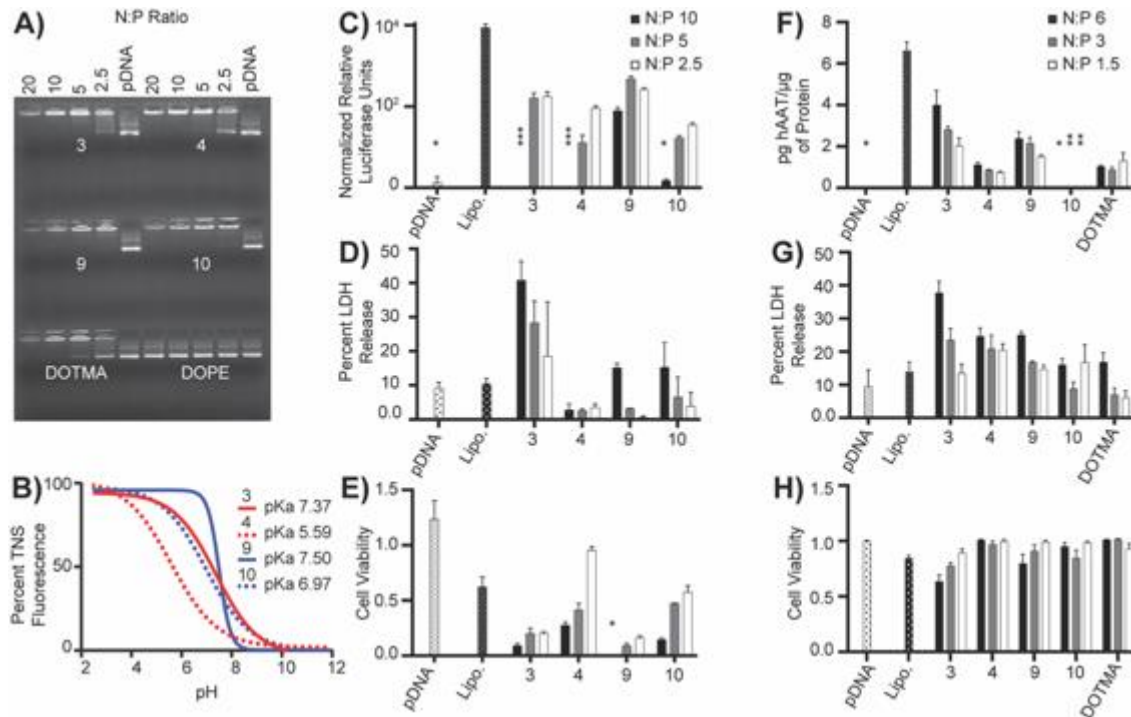 A)
N:P Ratio
20 10 5 2.5 pDNA 20 10 5 2.5 pDNA
3 4
9 10
DOTMA DOPE
B)
Percent TNS
Fluorescence
100
50
0
2 4 6 8 10 12
pH
3
pKa 7.37
4
pKa 5.59
9
pKa 7.50
10
pKa 6.97
C)
Normalized Relative
Luciferase Units
10⁴
10²
0
N:P 10
N:P 5
N:P 2.5
* *** *** *
pDNA Lipo. 3 4 9 10
D)
Percent LDH
Release
50
40
30
20
10
0.0
pDNA Lipo. 3 4 9 10
E)
Cell Viability
1.5
1.0
0.5
0.0
*
pDNA Lipo. 3 4 9 10
F)
pg hAAT/µg
of Protein
8
6
4
2
0
N:P 6
N:P 3
N:P 1.5
* * ** **
pDNA Lipo. 3 4 9 10 DOTMA
G)
Percent LDH
Release
50
40
30
20
10
0.0
pDNA Lipo. 3 4 9 10 DOTMA
H)
Cell Viability
1.5
1.0
0.5
0.0
pDNA Lipo. 3 4 9 10 DOTMA